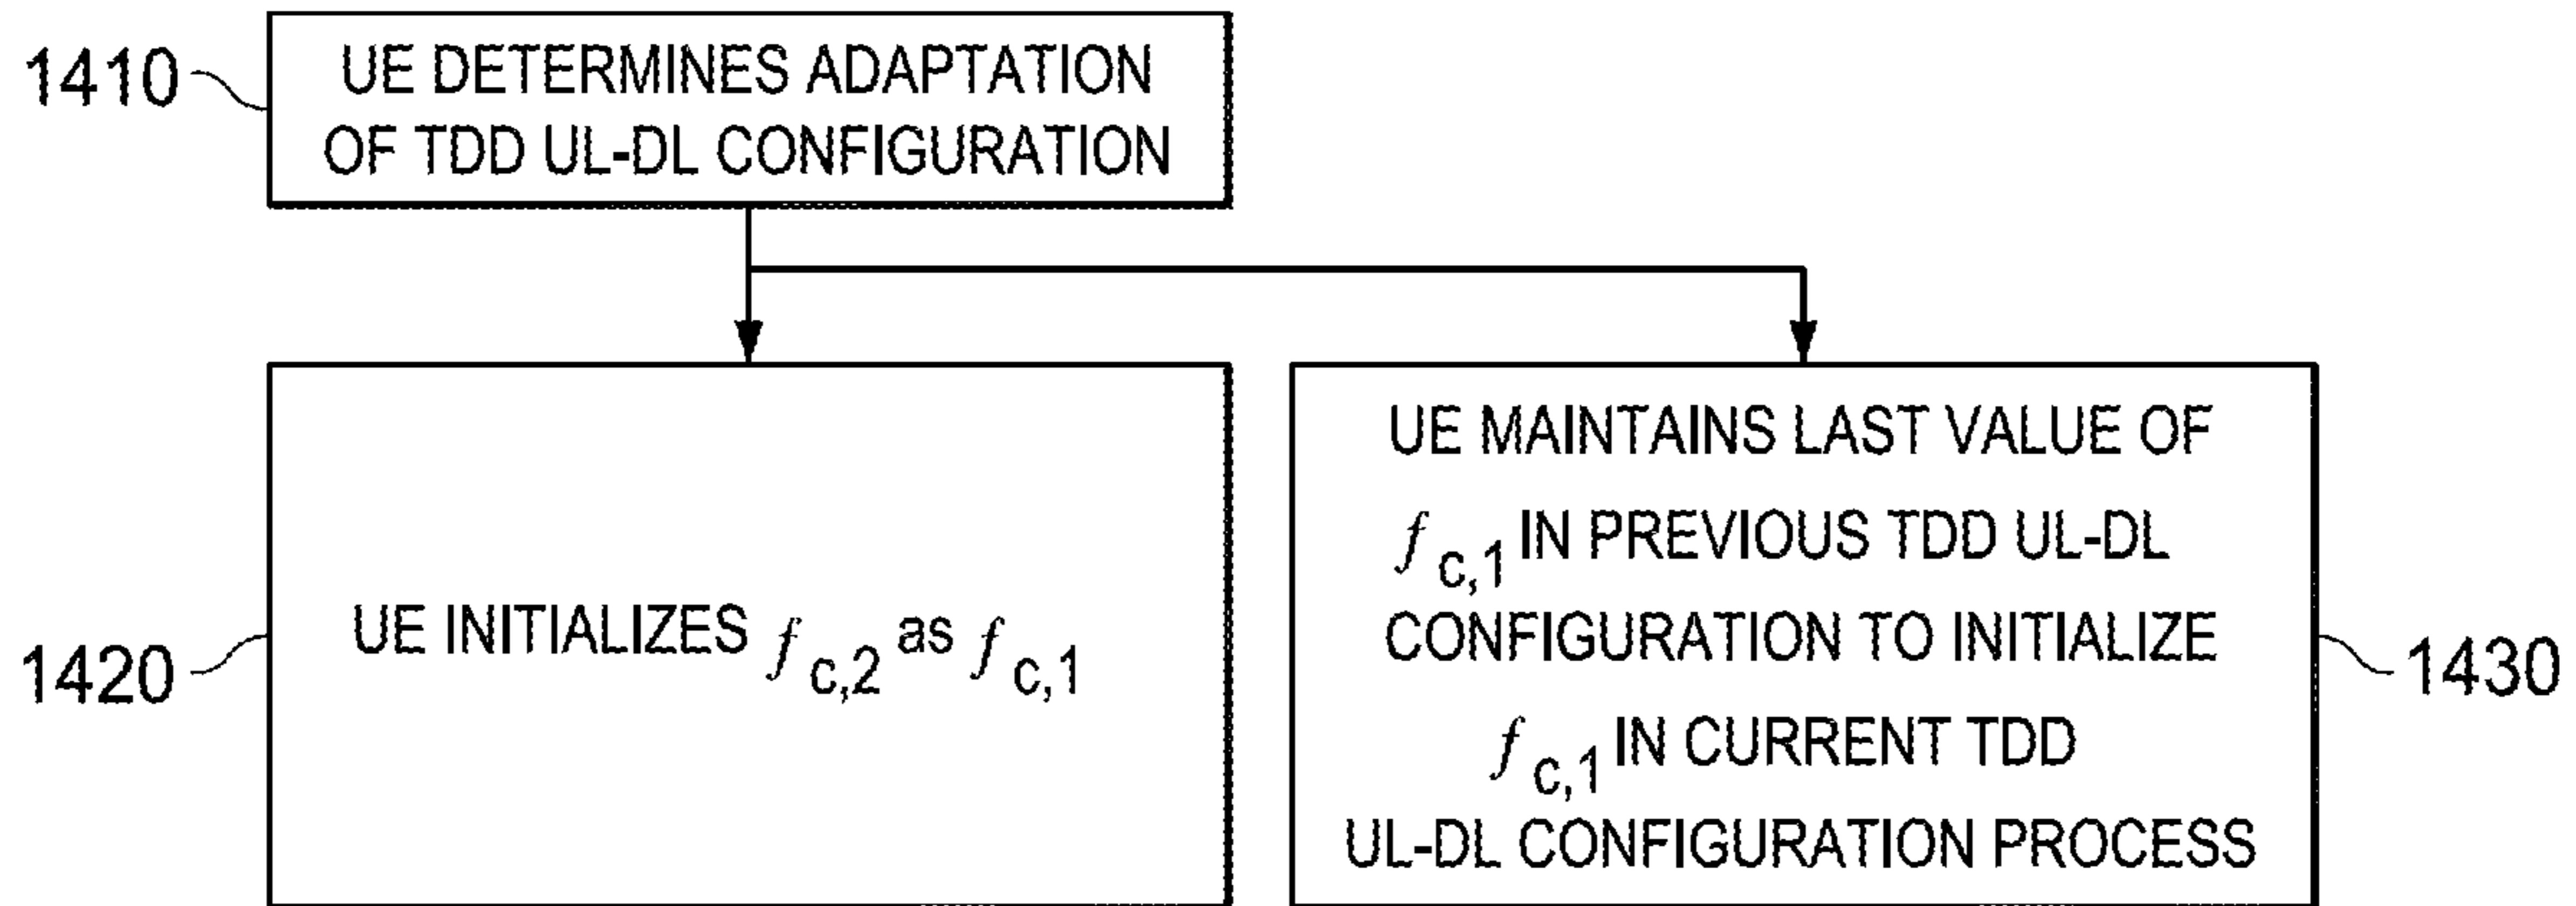 1410
UE DETERMINES ADAPTATION
OF TDD UL-DL CONFIGURATION
1420
UE INITIALIZES f c,2 as f c,1
UE MAINTAINS LAST VALUE OF
f c,1 IN PREVIOUS TDD UL-DL
CONFIGURATION TO INITIALIZE
f c,1 IN CURRENT TDD
UL-DL CONFIGURATION PROCESS
1430